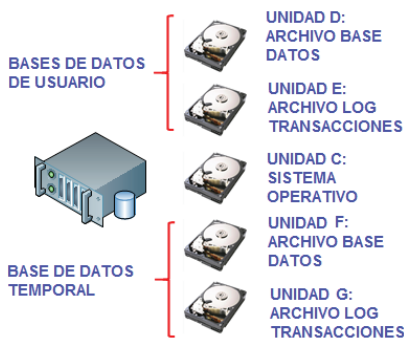 BASES DE DATOS
DE USUARIO
UNIDAD D:
ARCHIVO BASE
DATOS
UNIDAD E:
ARCHIVO LOG
TRANSACCIONES
UNIDAD C:
SISTEMA
OPERATIVO
BASE DE DATOS
TEMPORAL
UNIDAD F:
ARCHIVO BASE
DATOS
UNIDAD G:
ARCHIVO LOG
TRANSACCIONES